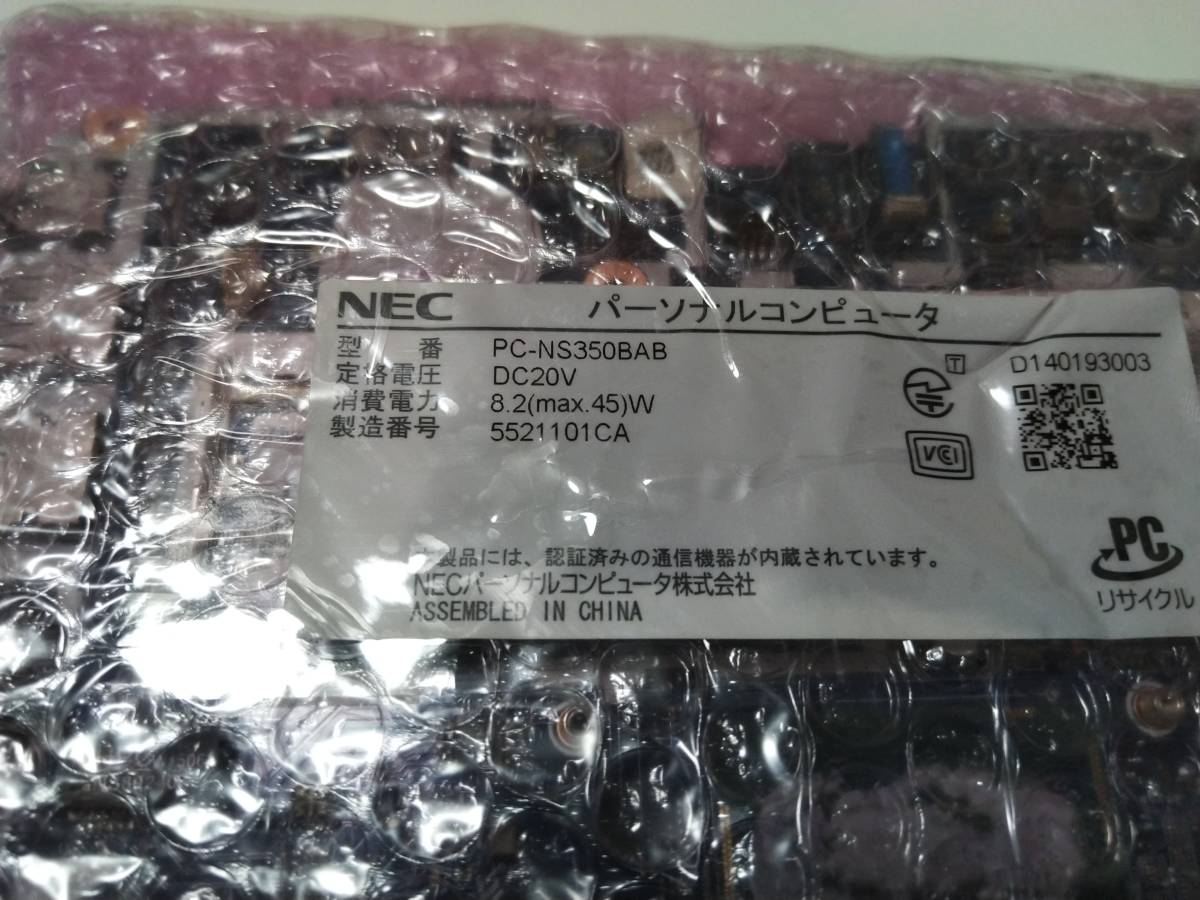 NEC パーソナルコンピュータ
型 番 PC-NS350BAB
定格電圧 DC20V
消費電力 8.2(max.45)W
製造番号 5521101CA
T D140193003
VCI
本製品には、認証済みの通信機器が内蔵されています。
NECパーソナルコンピュータ株式会社
ASSEMBLED IN CHINA
PC
リサイクル